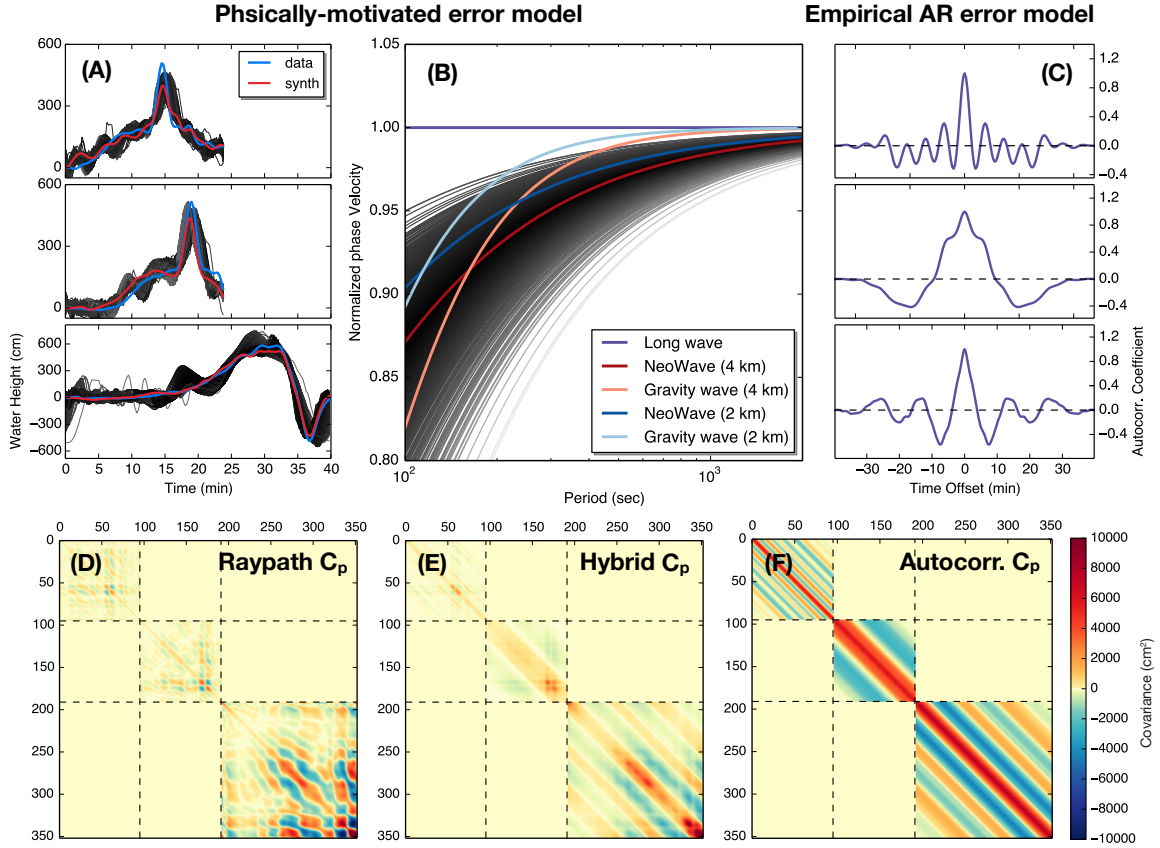 Phsically-motivated error model
Empirical AR error model
(A)
data
synth
600
300
0
600
300
0
600
300
0
−300
−600
0 5 10 15 20 25 30 35 40
Time (min)
Water Height (cm)
(B)
1.05
1.00
0.95
0.90
0.85
0.80
Normalized phase Velocity
Long wave
NeoWave (4 km)
Gravity wave (4 km)
NeoWave (2 km)
Gravity wave (2 km)
10²
10³
Period (sec)
(C)
1.2
0.8
0.4
0.0
−0.4
1.2
0.8
0.4
0.0
−0.4
1.2
0.8
0.4
0.0
−0.4
Autocorr. Coefficient
−30 −20 −10 0 10 20 30
Time Offset (min)
0 50 100 150 200 250 300 350
0
50
100
150
200
250
300
350
(D)
Raypath Cₚ
0 50 100 150 200 250 300 350
(E)
Hybrid Cₚ
0 50 100 150 200 250 300 350
0
50
100
150
200
250
300
350
(F)
Autocorr. Cₚ
10000
8000
6000
4000
2000
0
−2000
−4000
−6000
−8000
−10000
Covariance (cm²)